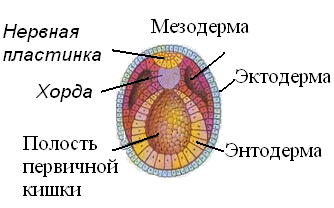 Мезодерма
Нервная
пластинка
Эктодерма
Хорда
Полость
первичной
кишки
Энтодерма